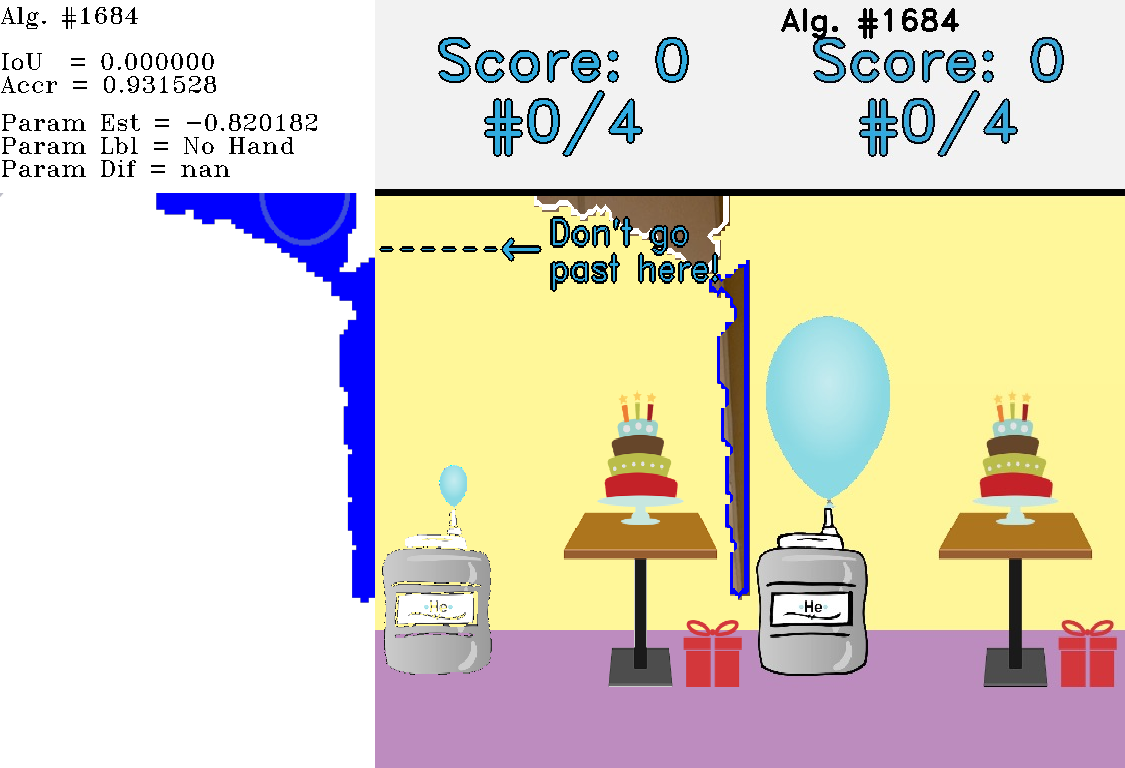 Alg. #1684
IoU = 0.000000
Accr = 0.931528
Param Est = -0.820182
Param Lbl = No Hand
Param Dif = nan
Score: 0
#0/4
Don't go
past here!
He
Alg. #1684
Score: 0
#0/4
He